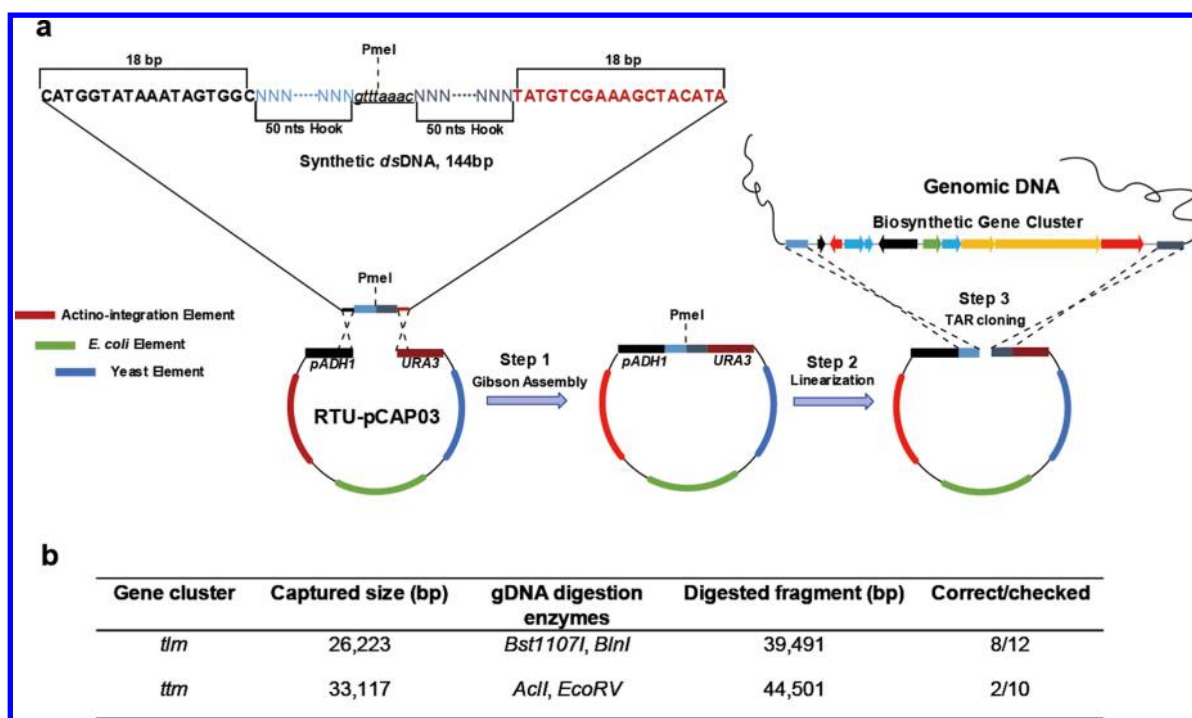 a
PmeI
18 bp
18 bp
CATGGTATAAATAGTGGCNNN·····NNNgtttaaacNNN·····NNNTATGTCGAAAGCTACATA
50 nts Hook
50 nts Hook
Synthetic dsDNA, 144bp
Genomic DNA
Biosynthetic Gene Cluster
PmeI
Actino-integration Element
E. coli Element
Yeast Element
pADH1
URA3
RTU-pCAP03
Step 1
Gibson Assembly
PmeI
pADH1
URA3
Step 2
Linearization
Step 3
TAR cloning
b
Gene cluster Captured size (bp) gDNA digestion enzymes Digested fragment (bp) Correct/checked
tlm 26,223 Bst1107I, BlnI 39,491 8/12
ttm 33,117 AclI, EcoRV 44,501 2/10